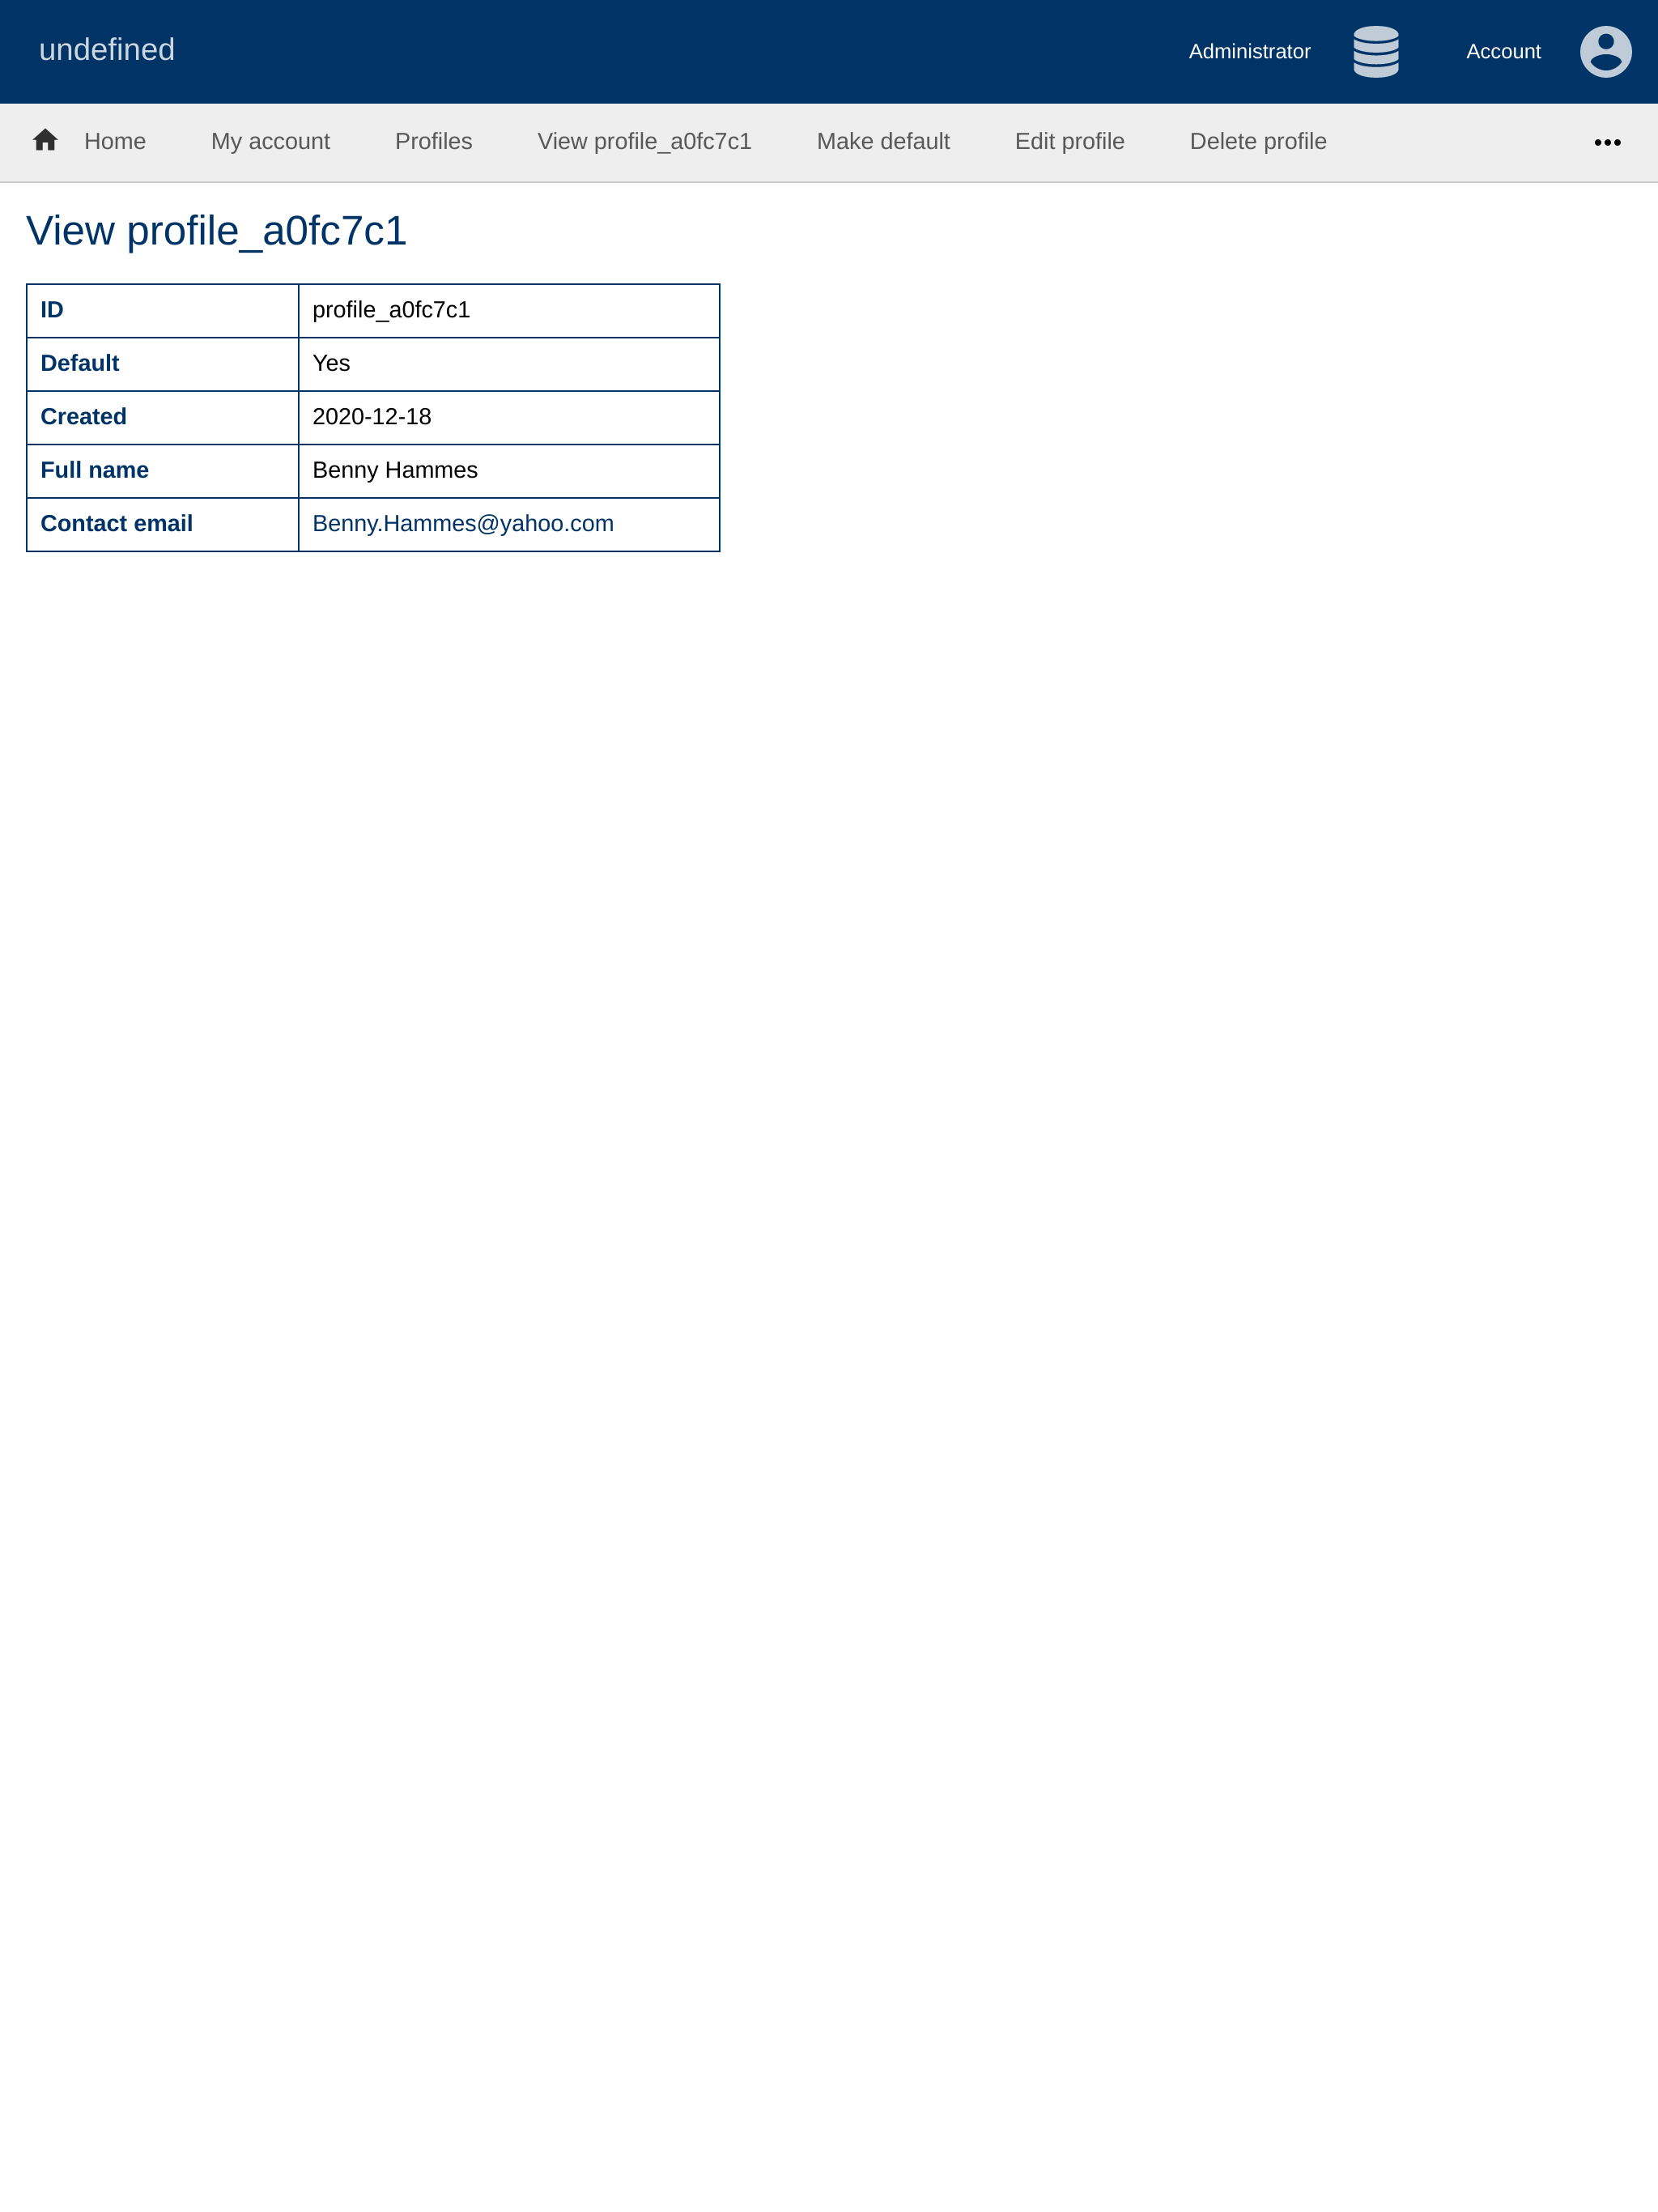 undefined Administrator Account
Home My account Profiles View profile_a0fc7c1 Make default Edit profile Delete profile
View profile_a0fc7c1
ID profile_a0fc7c1
Default Yes
Created 2020-12-18
Full name Benny Hammes
Contact email Benny.Hammes@yahoo.com